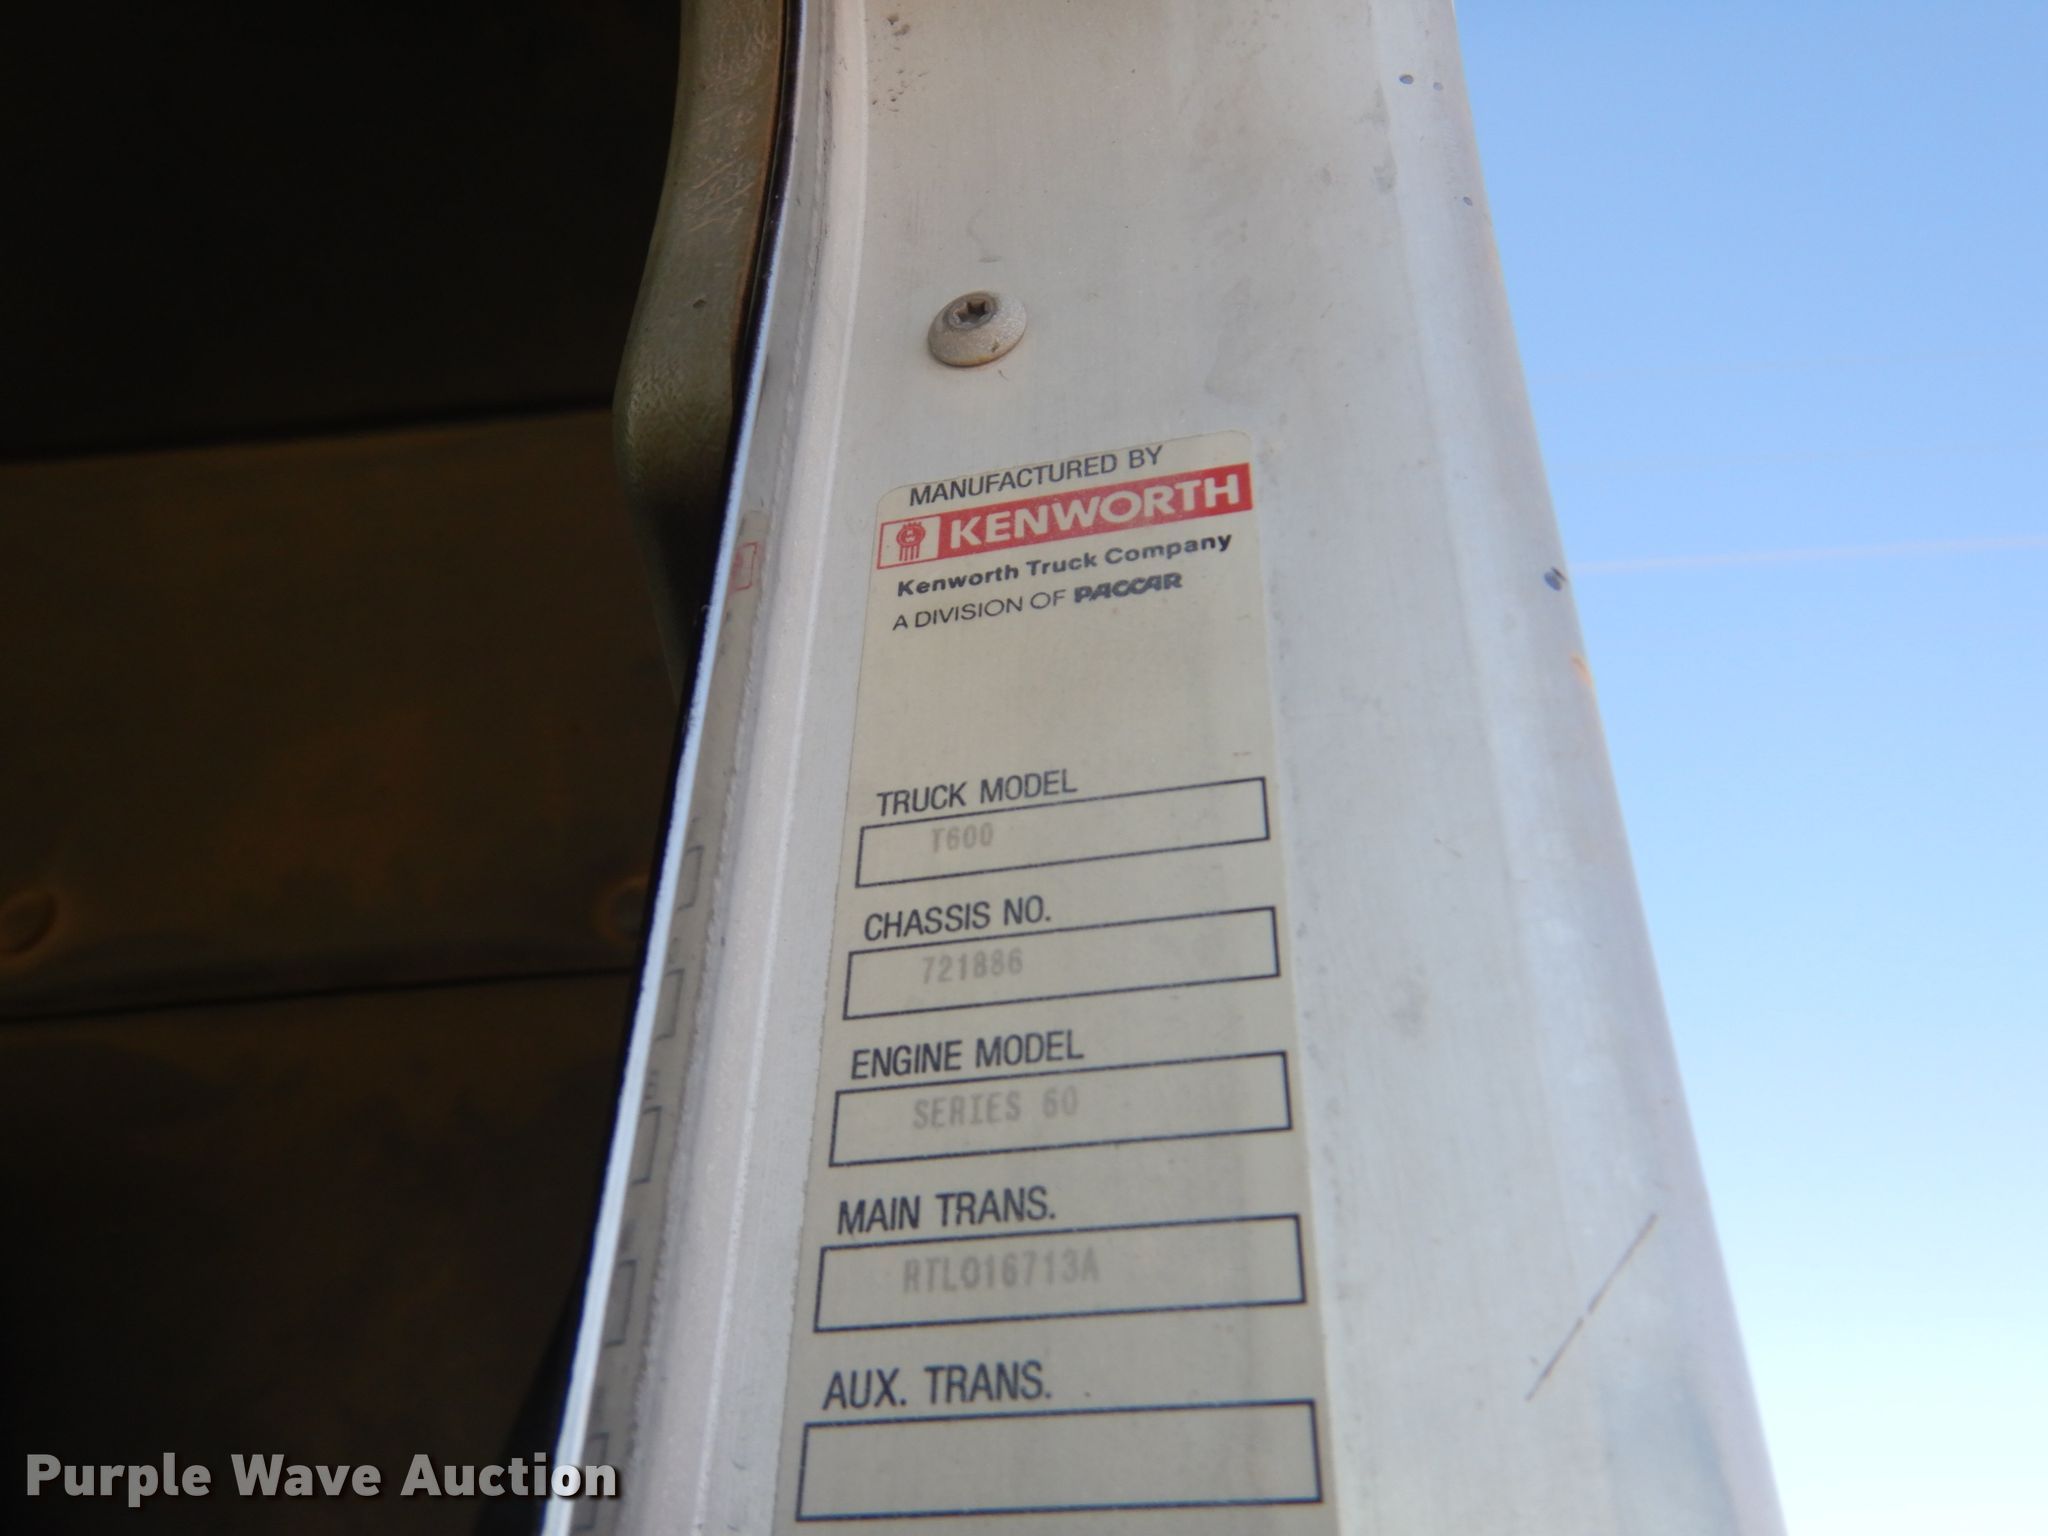 MANUFACTURED BY
KENWORTH
Kenworth Truck Company
A DIVISION OF PACCAR
TRUCK MODEL
T600
CHASSIS NO.
721886
ENGINE MODEL
SERIES 60
MAIN TRANS.
RTLO16713A
AUX. TRANS.
Purple Wave Auction